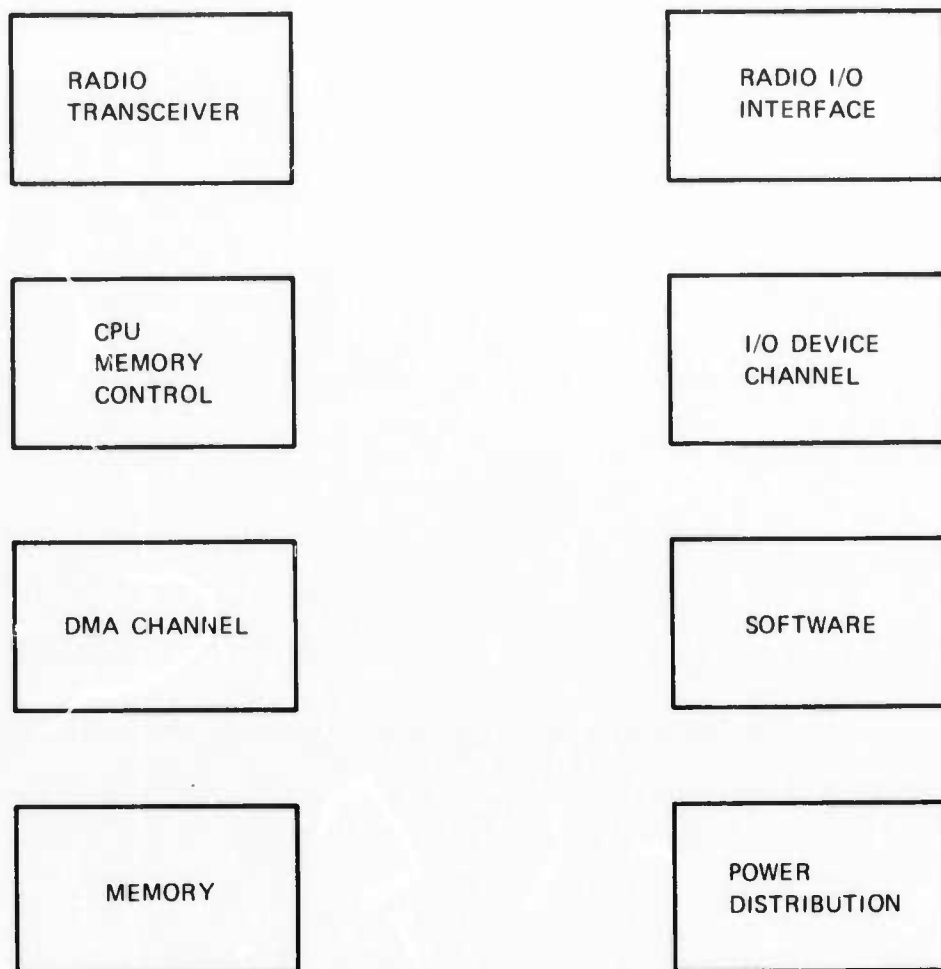 RADIO
TRANSCEIVER
RADIO I/O
INTERFACE
CPU
MEMORY
CONTROL
I/O DEVICE
CHANNEL
DMA CHANNEL
SOFTWARE
MEMORY
POWER
DISTRIBUTION